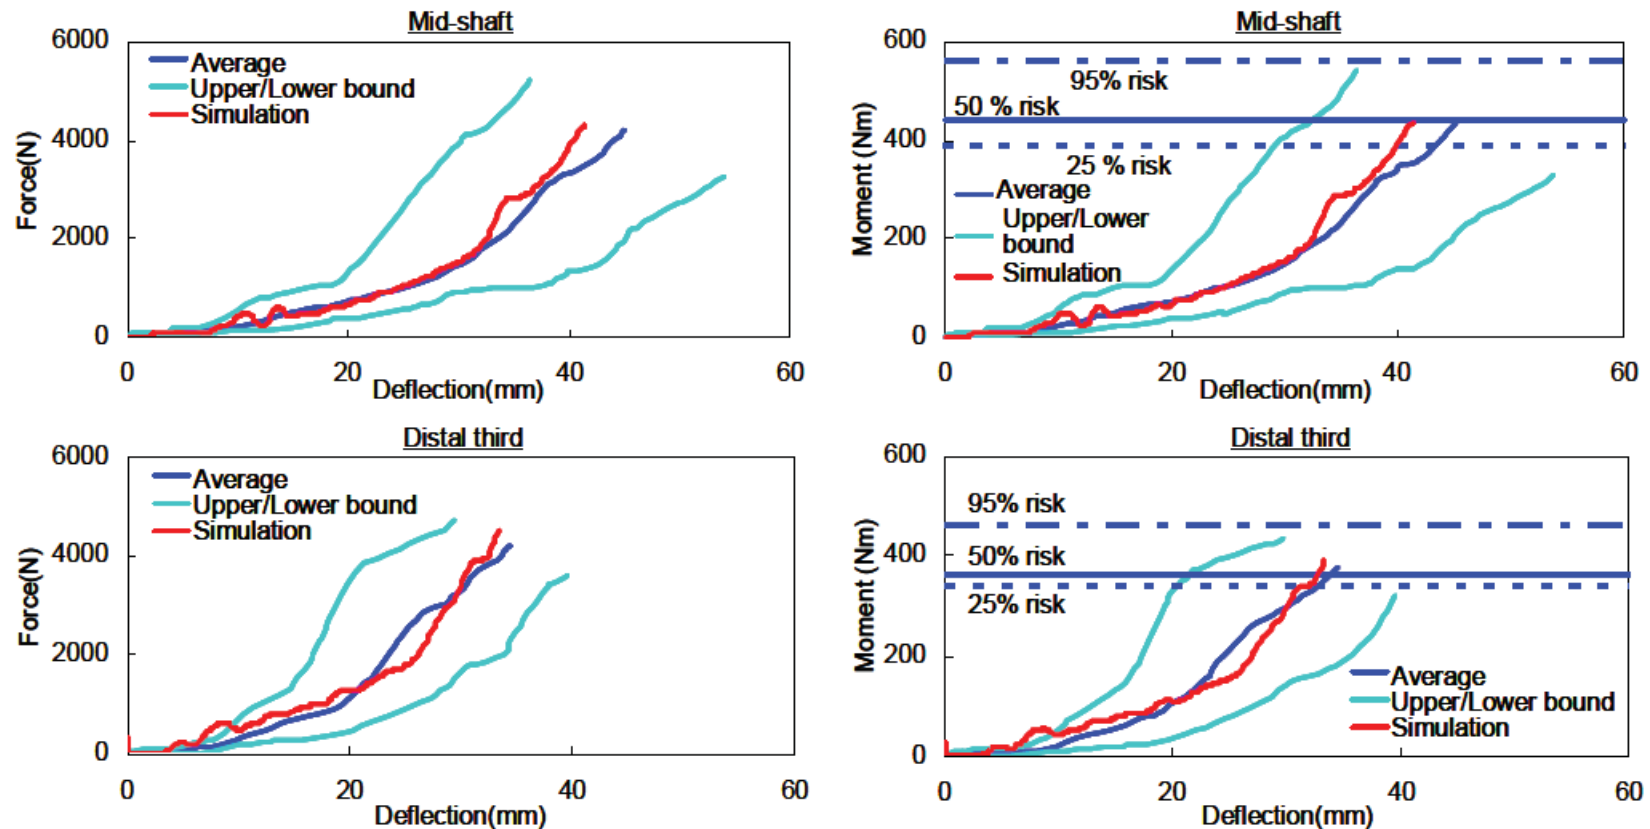 Mid-shaft
6000
4000
2000
0
Force(N)
Average
Upper/Lower bound
Simulation
0
20
40
60
Deflection(mm)
Mid-shaft
600
400
200
0
Moment (Nm)
95% risk
50 % risk
25 % risk
Average
Upper/Lower
bound
Simulation
0
20
40
60
Deflection(mm)
Distal third
6000
4000
2000
0
Force(N)
Average
Upper/Lower bound
Simulation
0
20
40
60
Deflection(mm)
Distal third
600
400
200
0
Moment (Nm)
95% risk
50% risk
25% risk
Average
Upper/Lower bound
Simulation
0
20
40
60
Deflection(mm)